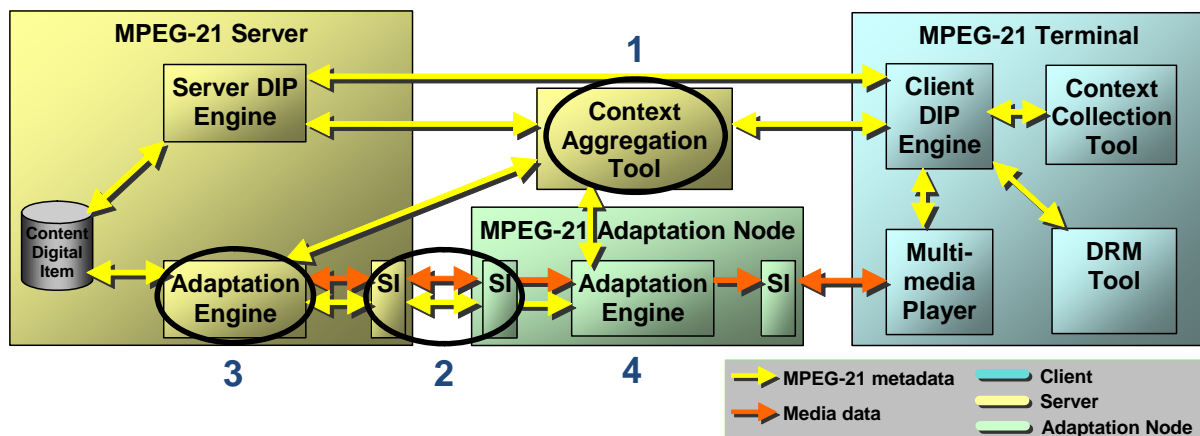 MPEG-21 Server
1
MPEG-21 Terminal
Server DIP
Engine
Context
Aggregation
Tool
Client
DIP
Engine
Context
Collection
Tool
Content
Digital
Item
MPEG-21 Adaptation Node
Adaptation
Engine
SI
SI
Adaptation
Engine
SI
Multi-
media
Player
DRM
Tool
3
2
4
MPEG-21 metadata
Media data
Client
Server
Adaptation Node